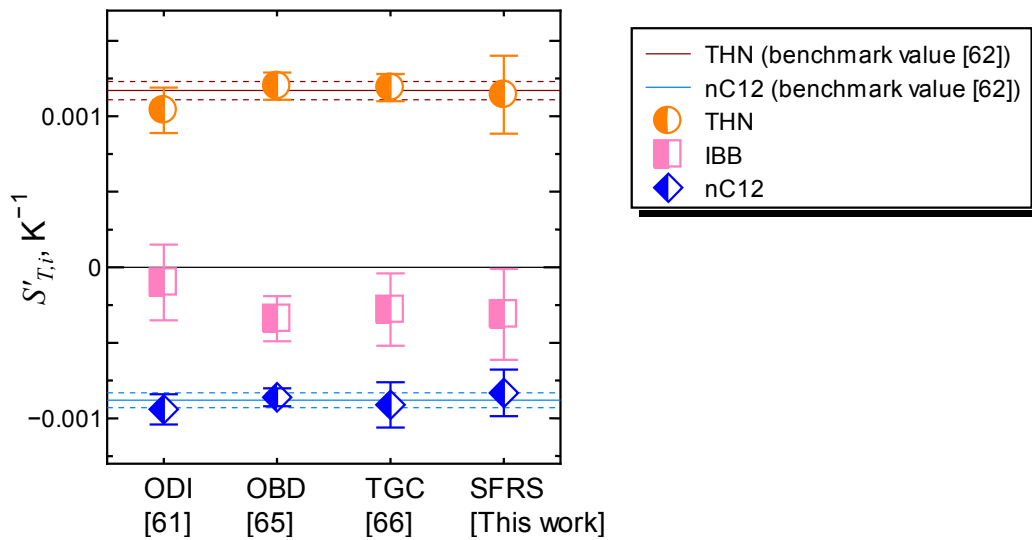 THN (benchmark value [62])
nC12 (benchmark value [62])
THN
IBB
nC12
S′T,i, K−1
0.001
0
−0.001
ODI
[61]
OBD
[65]
TGC
[66]
SFRS
[This work]